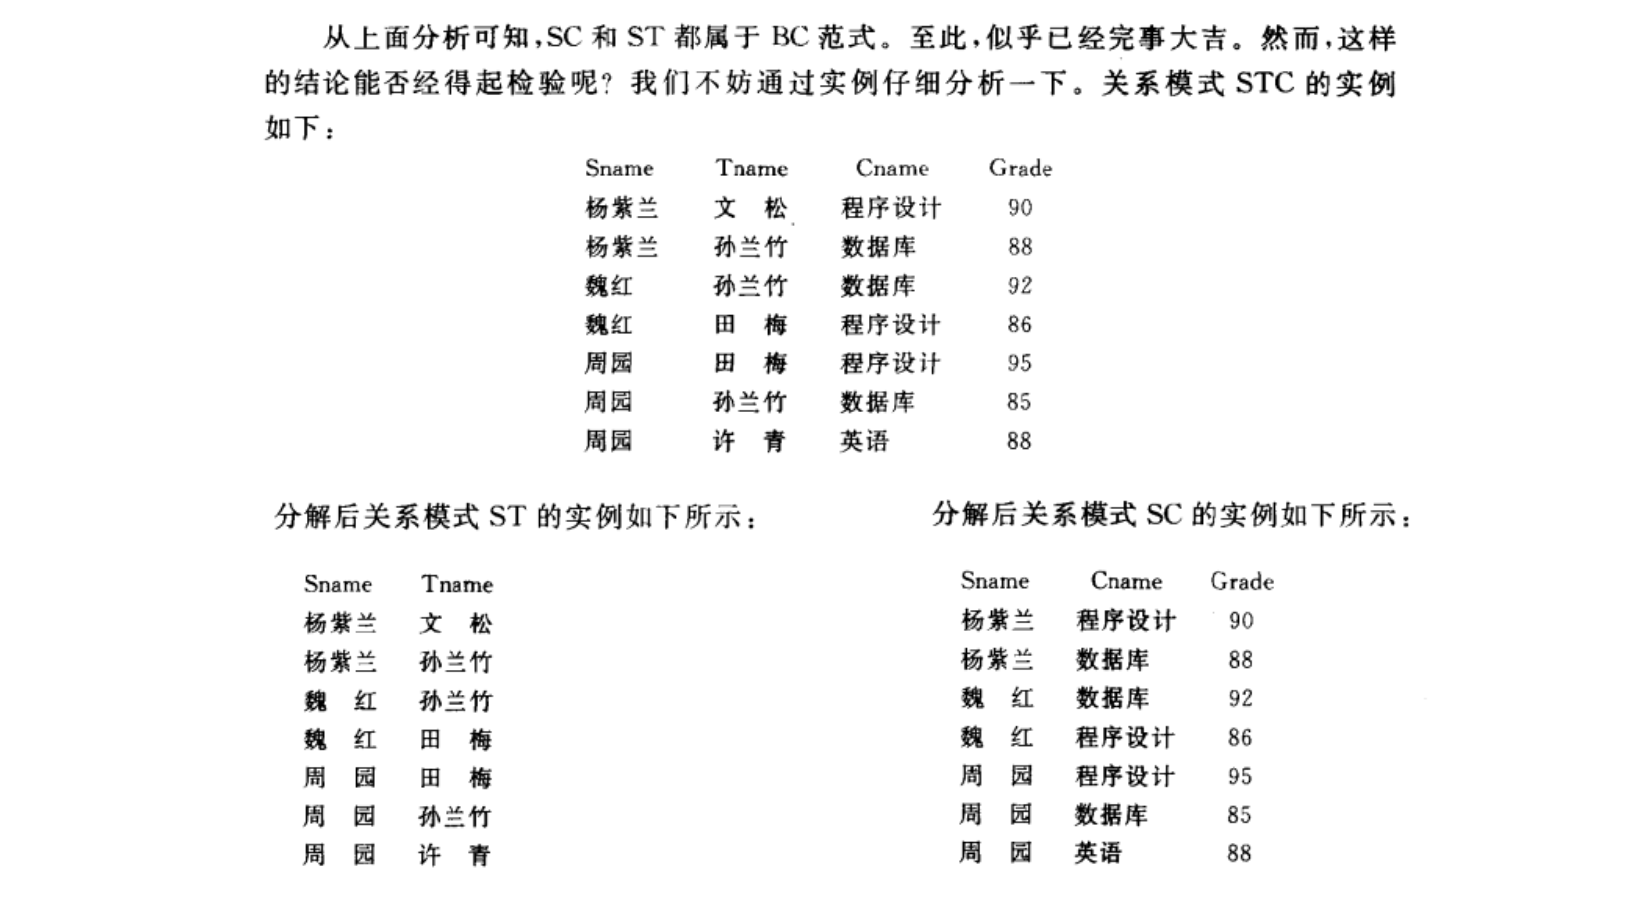 从上面分析可知,SC 和 ST 都属于 BC 范式。至此,似乎已经完事大吉。然而,这样
的结论能否经得起检验呢? 我们不妨通过实例仔细分析一下。关系模式 STC 的实例
如下:
Sname Tname Cname Grade
杨紫兰 文 松 程序设计 90
杨紫兰 孙兰竹 数据库 88
魏红 孙兰竹 数据库 92
魏红 田 梅 程序设计 86
周园 田 梅 程序设计 95
周园 孙兰竹 数据库 85
周园 许 青 英语 88
分解后关系模式 ST 的实例如下所示:
Sname Tname
杨紫兰 文 松
杨紫兰 孙兰竹
魏 红 孙兰竹
魏 红 田 梅
周 园 田 梅
周 园 孙兰竹
周 园 许 青
分解后关系模式 SC 的实例如下所示:
Sname Cname Grade
杨紫兰 程序设计 90
杨紫兰 数据库 88
魏 红 数据库 92
魏 红 程序设计 86
周 园 程序设计 95
周 园 数据库 85
周 园 英语 88